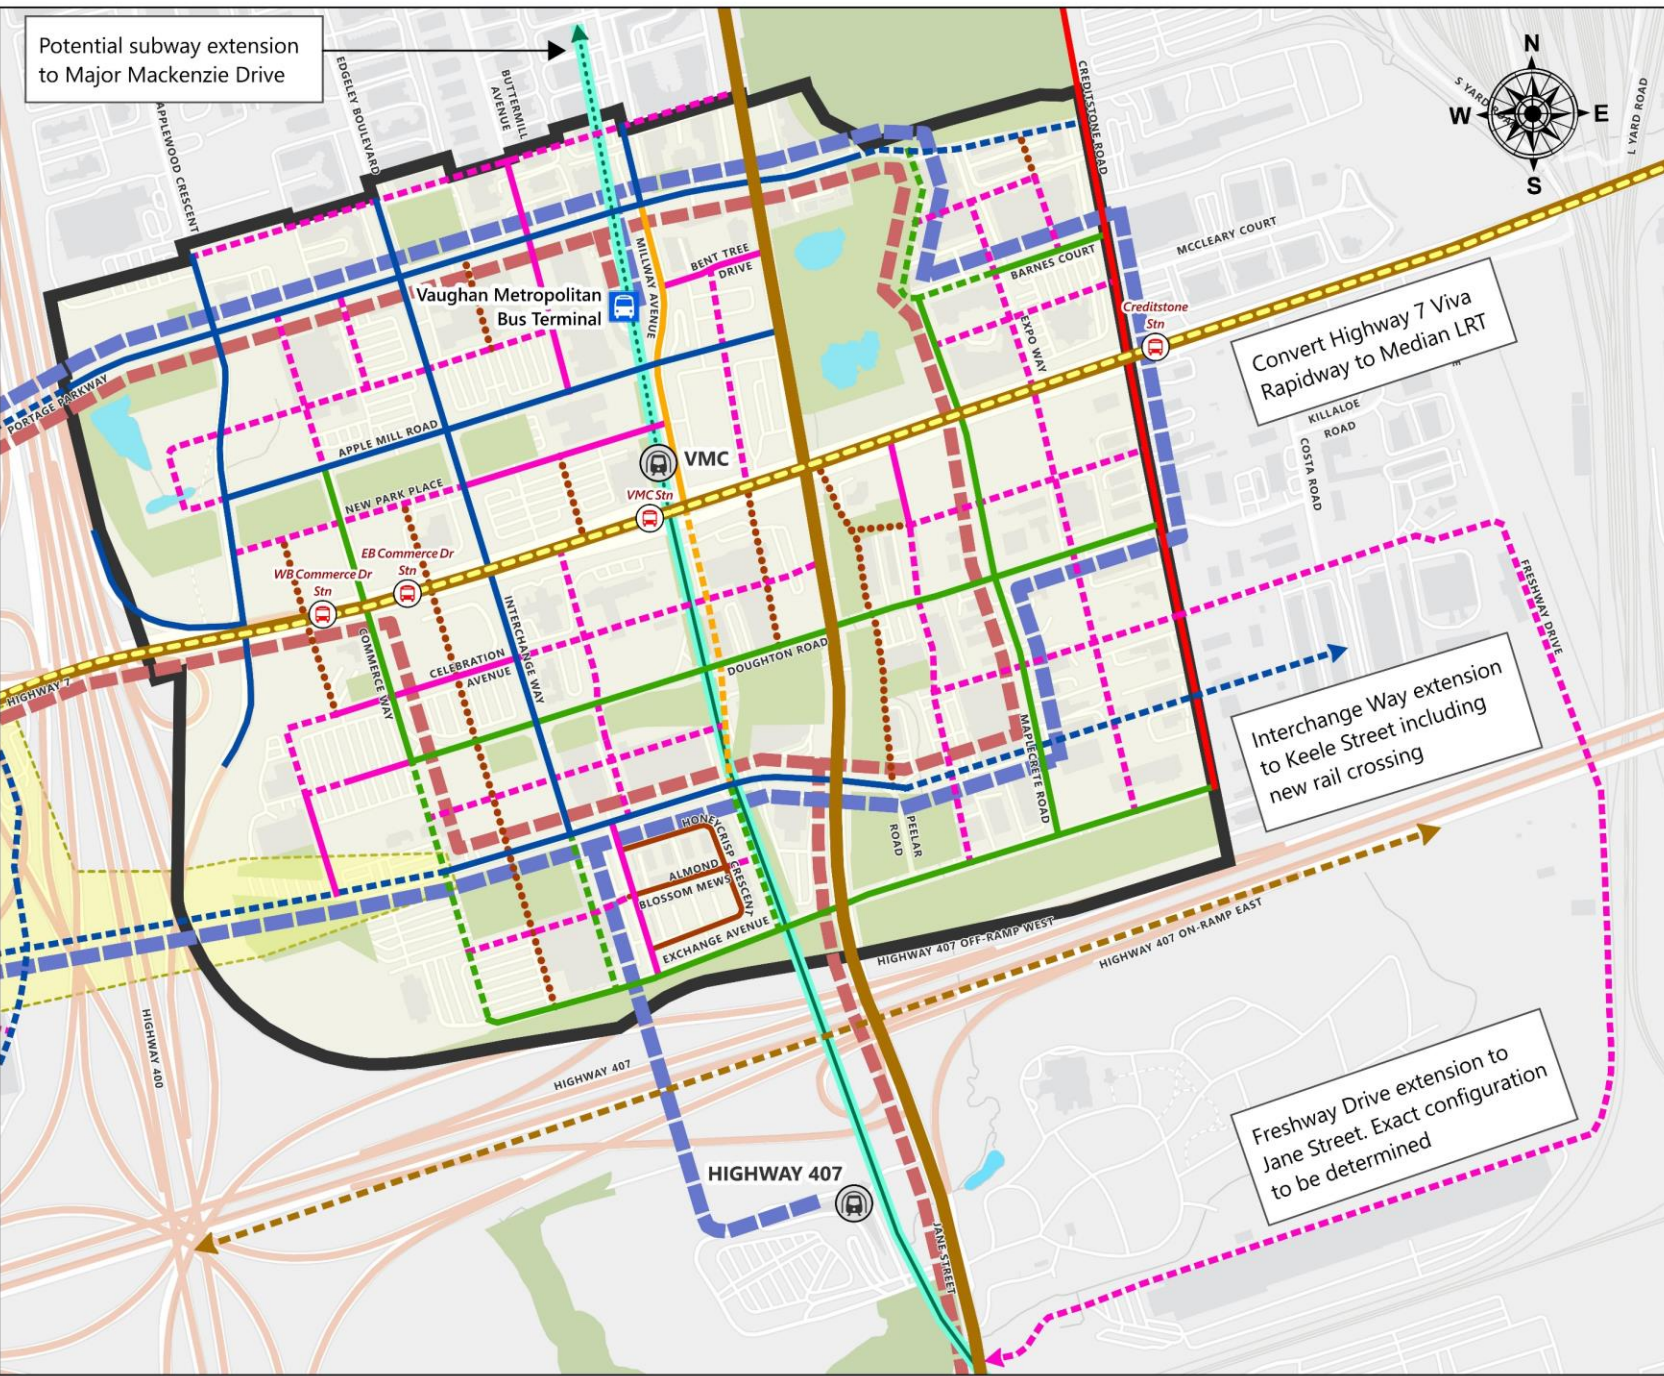 Potential subway extension
to Major Mackenzie Drive
APPLEWOOD CRESCENT
EDGELEY BOULEVARD
BUTTERMILL
AVENUE
CREDITSTONE ROAD
N
W
E
S
S YARD ROAD
L YARD ROAD
MCCLEARY COURT
BENT TREE
DRIVE
MILLWAY AVENUE
BARNES COURT
Vaughan Metropolitan
Bus Terminal
Creditstone
Stn
EXPO WAY
Convert Highway 7 Viva
Rapidway to Median LRT
PORTAGE PARKWAY
KILLALOE
ROAD
COSTA ROAD
APPLE MILL ROAD
VMC
NEW PARK PLACE
VMC Stn
EB Commerce Dr
Stn
WB Commerce Dr
Stn
INTERCHANGE WAY
COMMERCE WAY
CELEBRATION
AVENUE
DOUGHTON ROAD
FRESHWAY DRIVE
HIGHWAY 7
Interchange Way extension
to Keele Street including
new rail crossing
MAPLECRETE ROAD
PEELAR
ROAD
HONEYCRISP CRESCENT
ALMOND
BLOSSOM MEWS
EXCHANGE AVENUE
HIGHWAY 407 OFF-RAMP WEST
HIGHWAY 407 ON-RAMP EAST
HIGHWAY 400
HIGHWAY 407
Freshway Drive extension to
Jane Street. Exact configuration
to be determined
HIGHWAY 407
JANE STREET